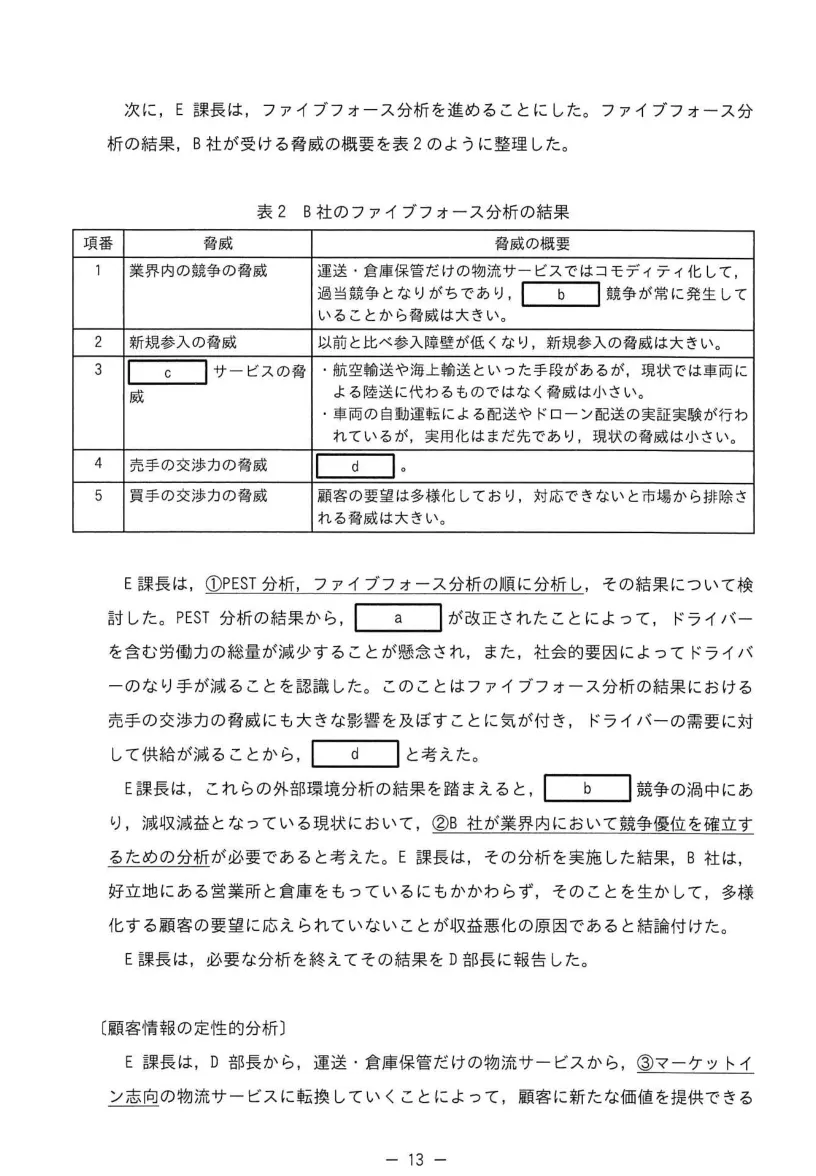 次に，E 課長は，ファイブフォース分析を進めることにした。ファイブフォース分
析の結果，B 社が受ける脅威の概要を表 2 のように整理した。
表 2　B 社のファイブフォース分析の結果
項番　脅威　脅威の概要
1　業界内の競争の脅威　運送・倉庫保管だけの物流サービスではコモディティ化して，
過当競争となりがちであり， b 競争が常に発生して
いることから脅威は大きい。
2　新規参入の脅威　以前と比べ参入障壁が低くなり，新規参入の脅威は大きい。
3　 c サービスの脅　・航空輸送や海上輸送といった手段があるが，現状では車両に
威　よる陸送に代わるものではなく脅威は小さい。
・車両の自動運転による配送やドローン配送の実証実験が行わ
れているが，実用化はまだ先であり，現状の脅威は小さい。
4　売手の交渉力の脅威　 d 。
5　買手の交渉力の脅威　顧客の要望は多様化しており，対応できないと市場から排除さ
れる脅威は大きい。
E 課長は，①PEST 分析，ファイブフォース分析の順に分析し，その結果について検
討した。PEST 分析の結果から， a が改正されたことによって，ドライバー
を含む労働力の総量が減少することが懸念され，また，社会的要因によってドライバ
ーのなり手が減ることを認識した。このことはファイブフォース分析の結果における
売手の交渉力の脅威にも大きな影響を及ぼすことに気が付き，ドライバーの需要に対
して供給が減ることから， d と考えた。
E 課長は，これらの外部環境分析の結果を踏まえると， b 競争の渦中にあ
り，減収減益となっている現状において，②B 社が業界内において競争優位を確立す
るための分析が必要であると考えた。E 課長は，その分析を実施した結果，B 社は，
好立地にある営業所と倉庫をもっているにもかかわらず，そのことを生かして，多様
化する顧客の要望に応えられていないことが収益悪化の原因であると結論付けた。
E 課長は，必要な分析を終えてその結果を D 部長に報告した。
〔顧客情報の定性的分析〕
E 課長は，D 部長から，運送・倉庫保管だけの物流サービスから，③マーケットイ
ン志向の物流サービスに転換していくことによって，顧客に新たな価値を提供できる
— 13 —